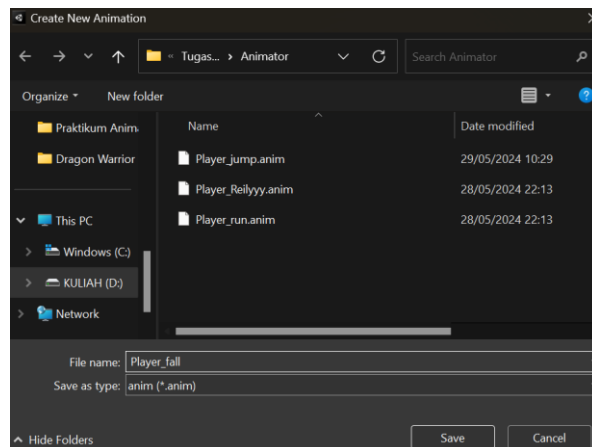 Create New Animation
« Tugas... > Animator
Search Animator
Organize New folder
Praktikum Anim
Dragon Warrior
This PC
Windows (C:)
KULIAH (D:)
Network
Name Date modified
Player_jump.anim 29/05/2024 10:29
Player_Reilyyy.anim 28/05/2024 22:13
Player_run.anim 28/05/2024 22:13
File name: Player_fall
Save as type: anim (*.anim)
Hide Folders Save Cancel